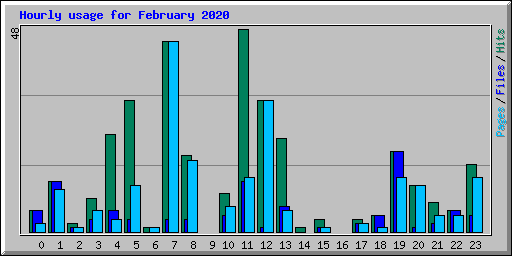 Hourly usage for February 2020
48
Pages / Files / Hits
0 1 2 3 4 5 6 7 8 9 10 11 12 13 14 15 16 17 18 19 20 21 22 23